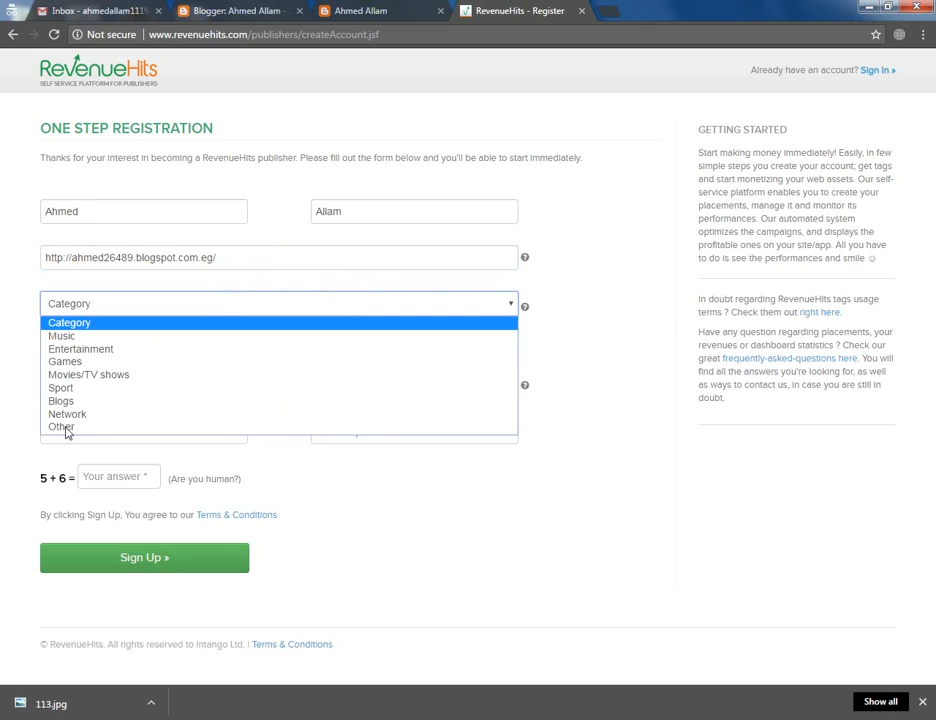 Inbox - ahmedallam1119
Blogger: Ahmed Allam -
Ahmed Allam
RevenueHits - Register
Not secure
www.revenuehits.com/publishers/createAccount.jsf
REVENUEHITS
SELF SERVICE PLATFORM FOR PUBLISHERS
Already have an account? Sign In »
ONE STEP REGISTRATION
Thanks for your interest in becoming a RevenueHits publisher. Please fill out the form below and you'll be able to start immediately.
Ahmed
Allam
http://ahmed26489.blogspot.com.eg/
Category
Category
Music
Entertainment
Games
Movies/TV shows
Sport
Blogs
Network
Other
5 + 6 =
Your answer *
(Are you human?)
By clicking Sign Up, You agree to our Terms & Conditions
Sign Up »
GETTING STARTED
Start making money immediately! Easily, in few
simple steps you create your account; get tags
and start monetizing your web assets. Our self-
service platform enables you to create your
placements, manage it and monitor its
performances. Our automated system
optimizes the campaigns, and displays the
profitable ones on your site/app. All you have
to do is see the performances and smile ☺
In doubt regarding RevenueHits tags usage
terms ? Check them out right here.
Have any question regarding placements, your
revenues or dashboard statistics ? Check our
great frequently-asked-questions here. You will
find all the answers you're looking for, as well
as ways to contact us, in case you are still in
doubt.
© RevenueHits. All rights reserved to Intango Ltd. | Terms & Conditions
113.jpg
Show all